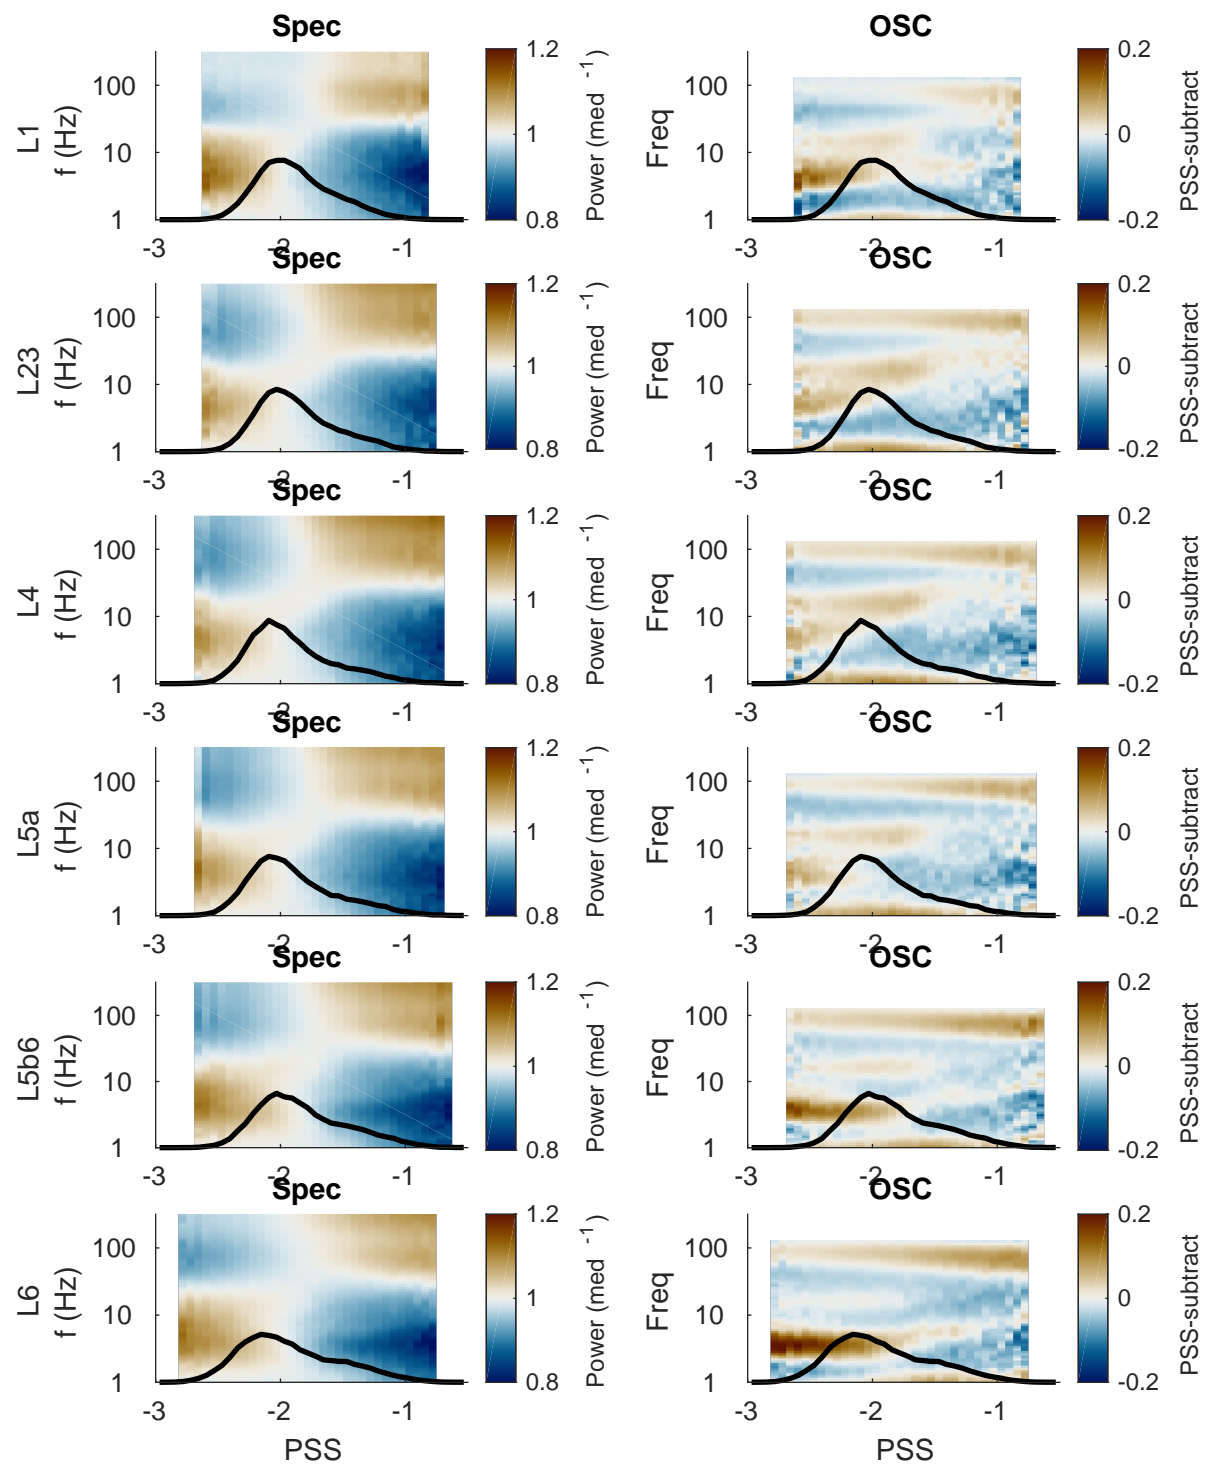 Spec
OSC
L1
f (Hz)
100
10
1
-3
-2
-1
1.2
1
0.8
Power (med -1)
Freq
100
10
1
-3
-2
-1
0.2
0
-0.2
PSS-subtract
Spec
OSC
L23
f (Hz)
100
10
1
-3
-2
-1
1.2
1
0.8
Power (med -1)
Freq
100
10
1
-3
-2
-1
0.2
0
-0.2
PSS-subtract
Spec
OSC
L4
f (Hz)
100
10
1
-3
-2
-1
1.2
1
0.8
Power (med -1)
Freq
100
10
1
-3
-2
-1
0.2
0
-0.2
PSS-subtract
Spec
OSC
L5a
f (Hz)
100
10
1
-3
-2
-1
1.2
1
0.8
Power (med -1)
Freq
100
10
1
-3
-2
-1
0.2
0
-0.2
PSS-subtract
Spec
OSC
L5b6
f (Hz)
100
10
1
-3
-2
-1
1.2
1
0.8
Power (med -1)
Freq
100
10
1
-3
-2
-1
0.2
0
-0.2
PSS-subtract
Spec
OSC
L6
f (Hz)
100
10
1
-3
-2
-1
PSS
1.2
1
0.8
Power (med -1)
Freq
100
10
1
-3
-2
-1
PSS
0.2
0
-0.2
PSS-subtract